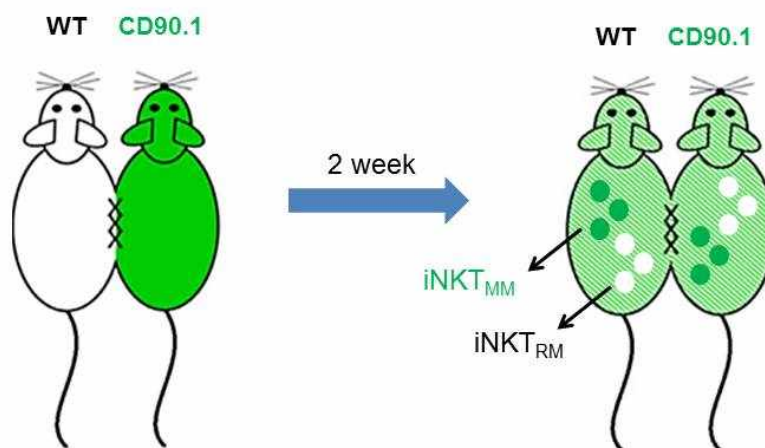 WT CD90.1
2 week
WT CD90.1
iNKTMM
iNKTRM